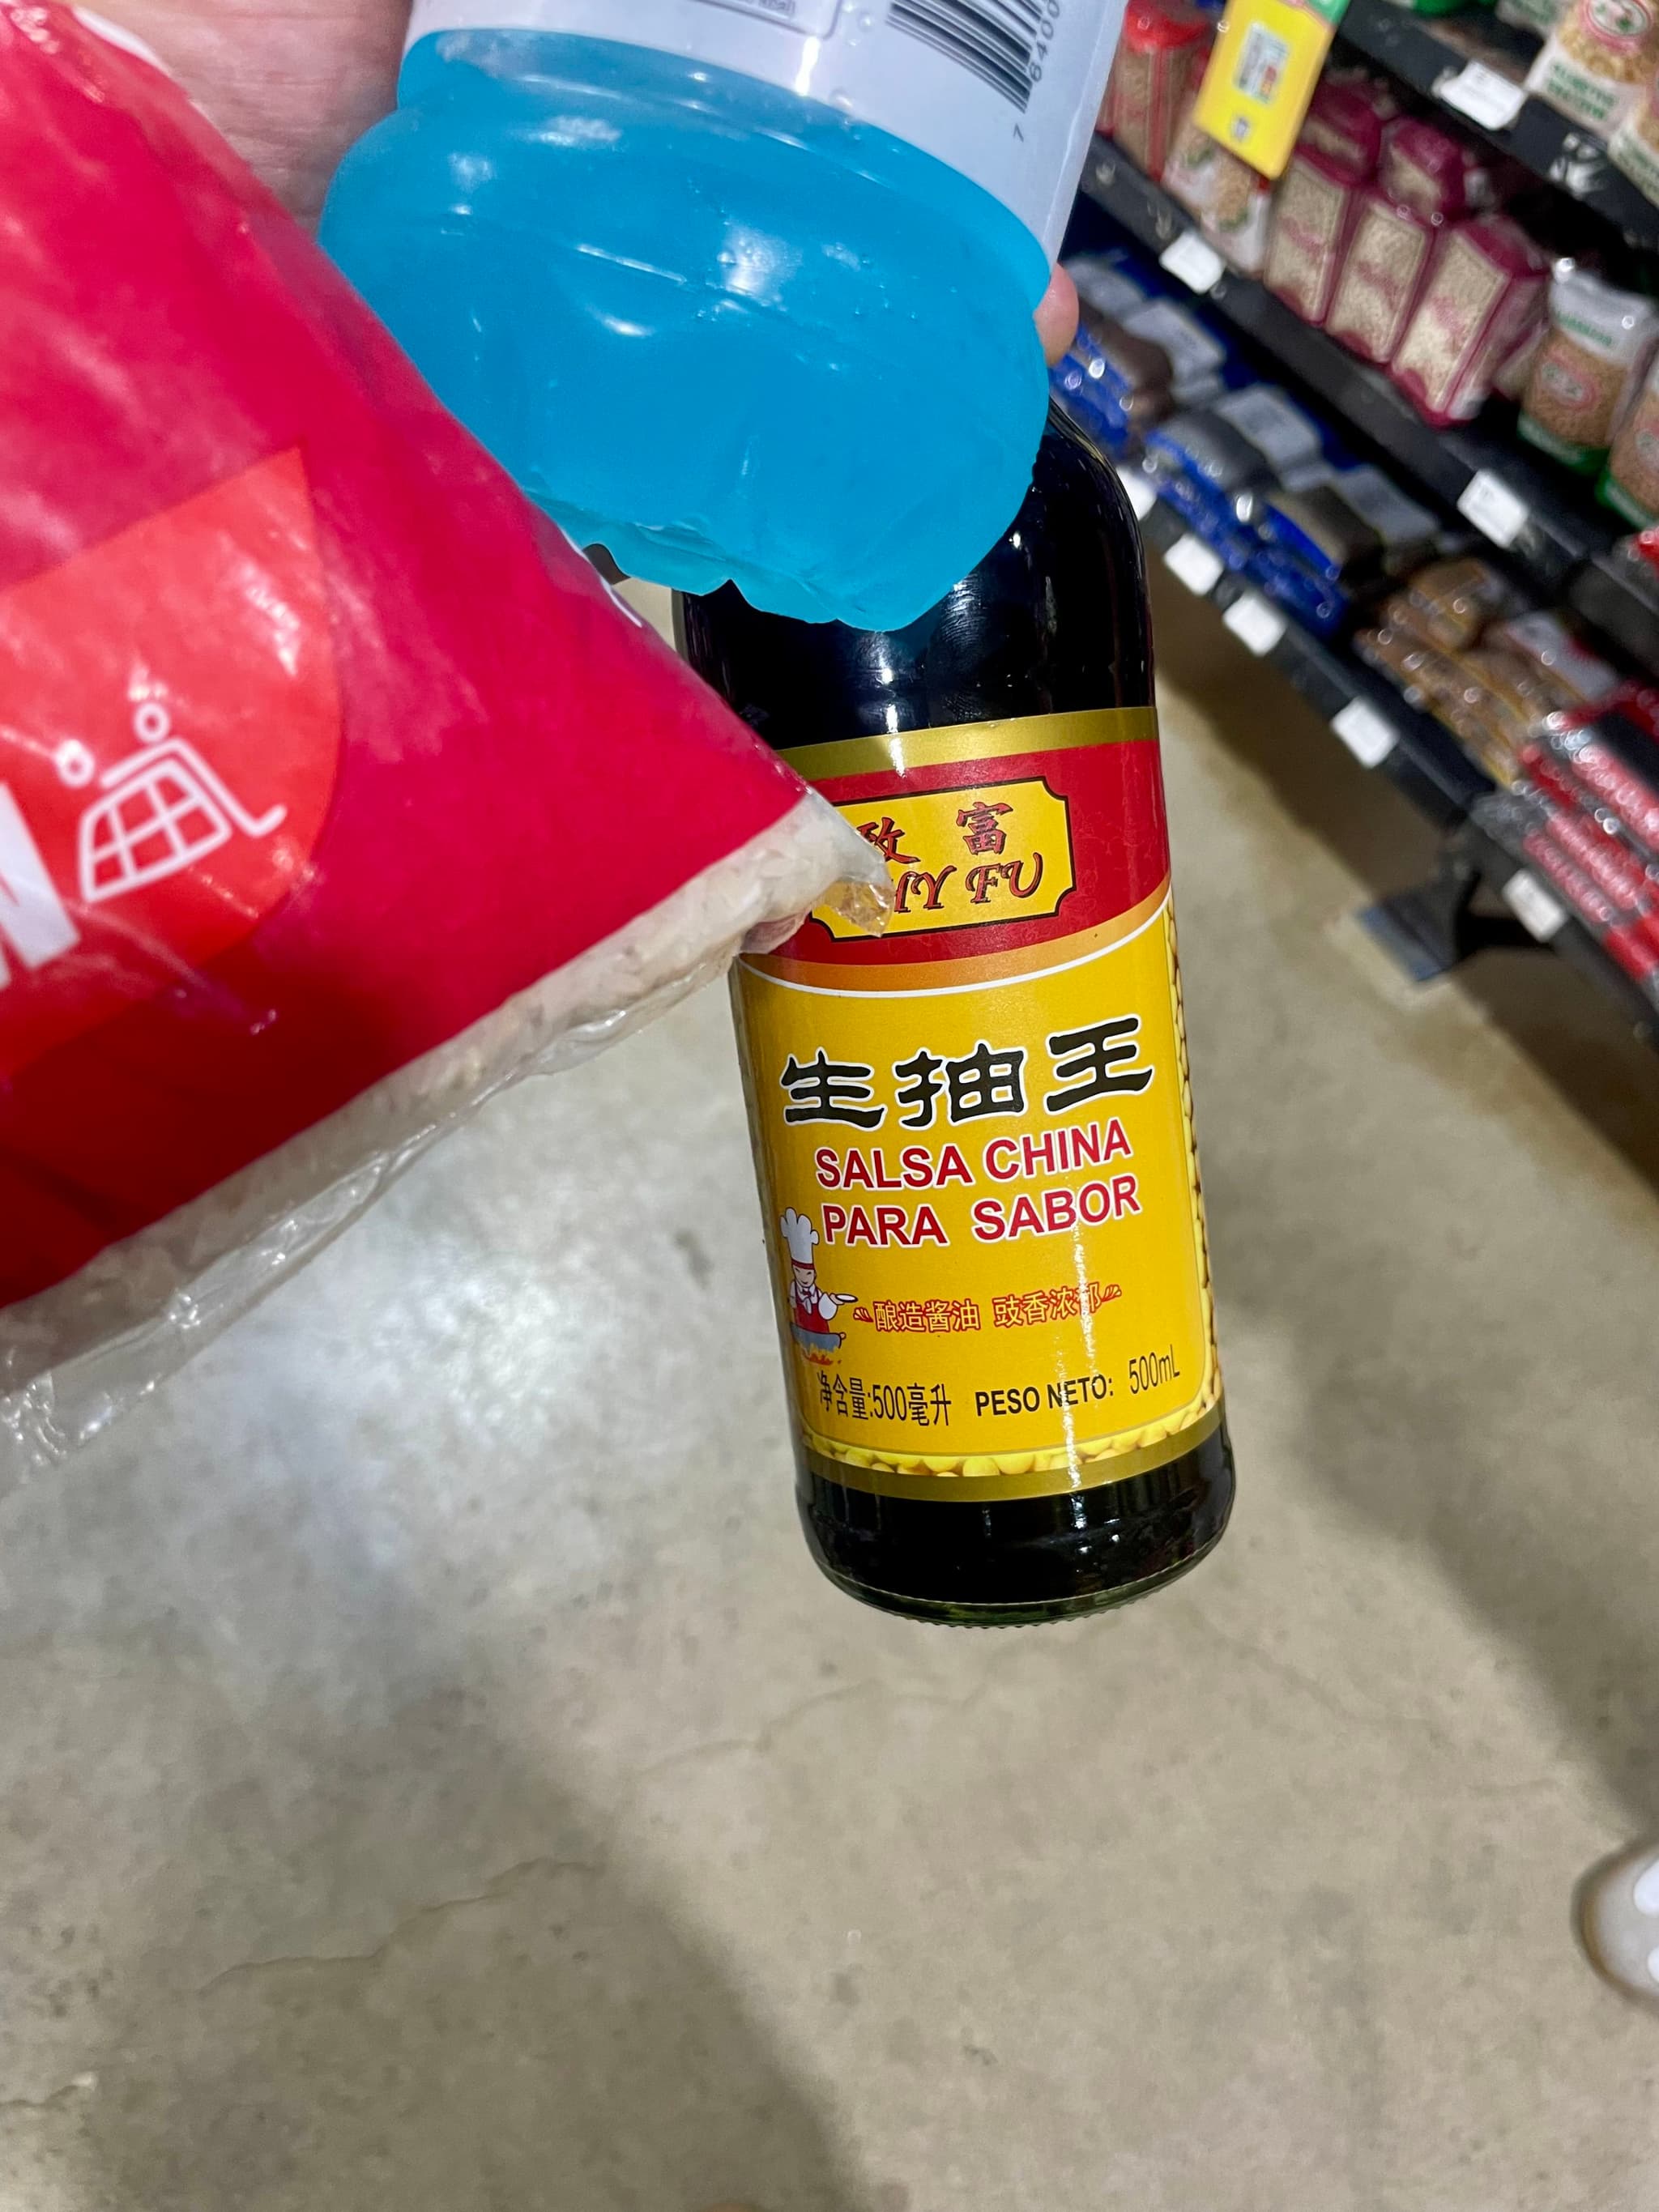 富
FU
生抽王
SALSA CHINA
PARA SABOR
酿造酱油 豉香浓郁
净含量:500毫升 PESO NETO: 500mL